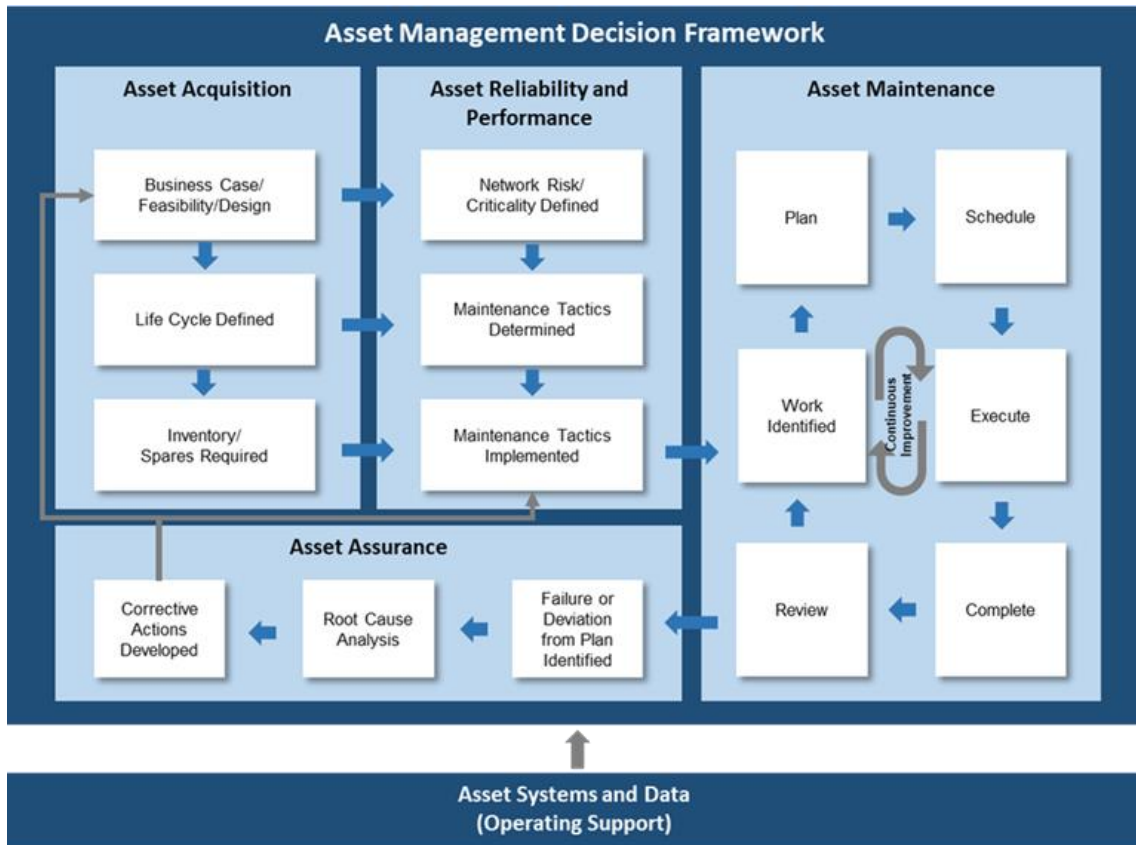 Asset Management Decision Framework
Asset Acquisition
Business Case/
Feasibility/Design
Life Cycle Defined
Inventory/
Spares Required
Asset Reliability and
Performance
Network Risk/
Criticality Defined
Maintenance Tactics
Determined
Maintenance Tactics
Implemented
Asset Maintenance
Plan
Schedule
Work
Identified
Continuous
Improvement
Execute
Review
Complete
Asset Assurance
Corrective
Actions
Developed
Root Cause
Analysis
Failure or
Deviation
from Plan
Identified
Asset Systems and Data
(Operating Support)